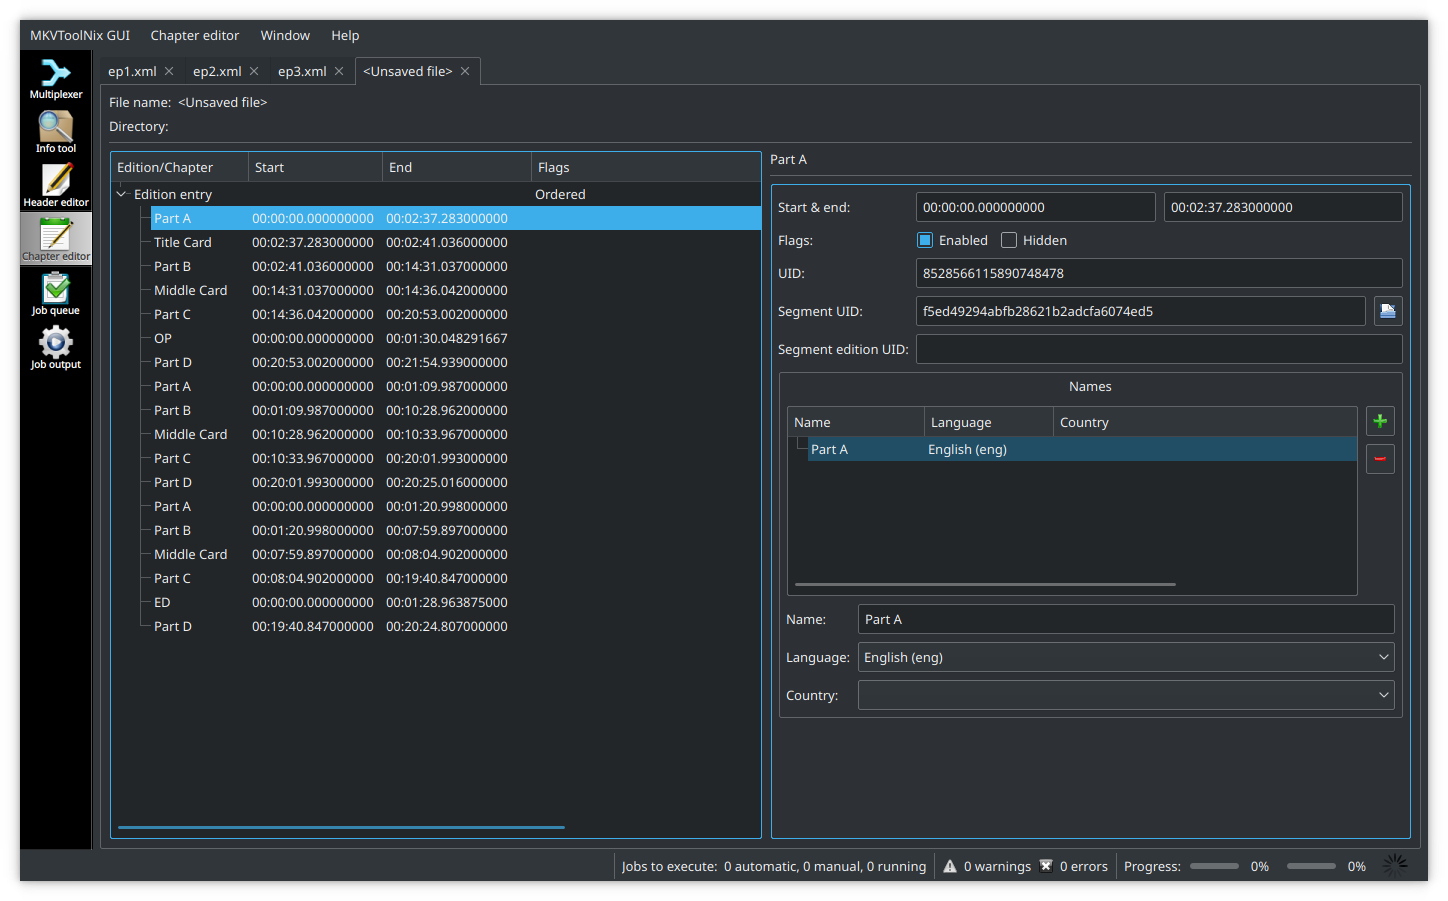 MKVToolNix GUI Chapter editor Window Help
Multiplexer
Info tool
Header editor
Chapter editor
Job queue
Job output
ep1.xml ep2.xml ep3.xml <Unsaved file>
File name: <Unsaved file>
Directory:
Edition/Chapter Start End Flags
Edition entry Ordered
Part A 00:00:00.000000000 00:02:37.283000000
Title Card 00:02:37.283000000 00:02:41.036000000
Part B 00:02:41.036000000 00:14:31.037000000
Middle Card 00:14:31.037000000 00:14:36.042000000
Part C 00:14:36.042000000 00:20:53.002000000
OP 00:00:00.000000000 00:01:30.048291667
Part D 00:20:53.002000000 00:21:54.939000000
Part A 00:00:00.000000000 00:01:09.987000000
Part B 00:01:09.987000000 00:10:28.962000000
Middle Card 00:10:28.962000000 00:10:33.967000000
Part C 00:10:33.967000000 00:20:01.993000000
Part D 00:20:01.993000000 00:20:25.016000000
Part A 00:00:00.000000000 00:01:20.998000000
Part B 00:01:20.998000000 00:07:59.897000000
Middle Card 00:07:59.897000000 00:08:04.902000000
Part C 00:08:04.902000000 00:19:40.847000000
ED 00:00:00.000000000 00:01:28.963875000
Part D 00:19:40.847000000 00:20:24.807000000
Part A
Start & end: 00:00:00.000000000 00:02:37.283000000
Flags: Enabled Hidden
UID: 8528566115890748478
Segment UID: f5ed49294abfb28621b2adcfa6074ed5
Segment edition UID:
Names
Name Language Country
Part A English (eng)
Name: Part A
Language: English (eng)
Country:
Jobs to execute: 0 automatic, 0 manual, 0 running 0 warnings 0 errors Progress: 0% 0%